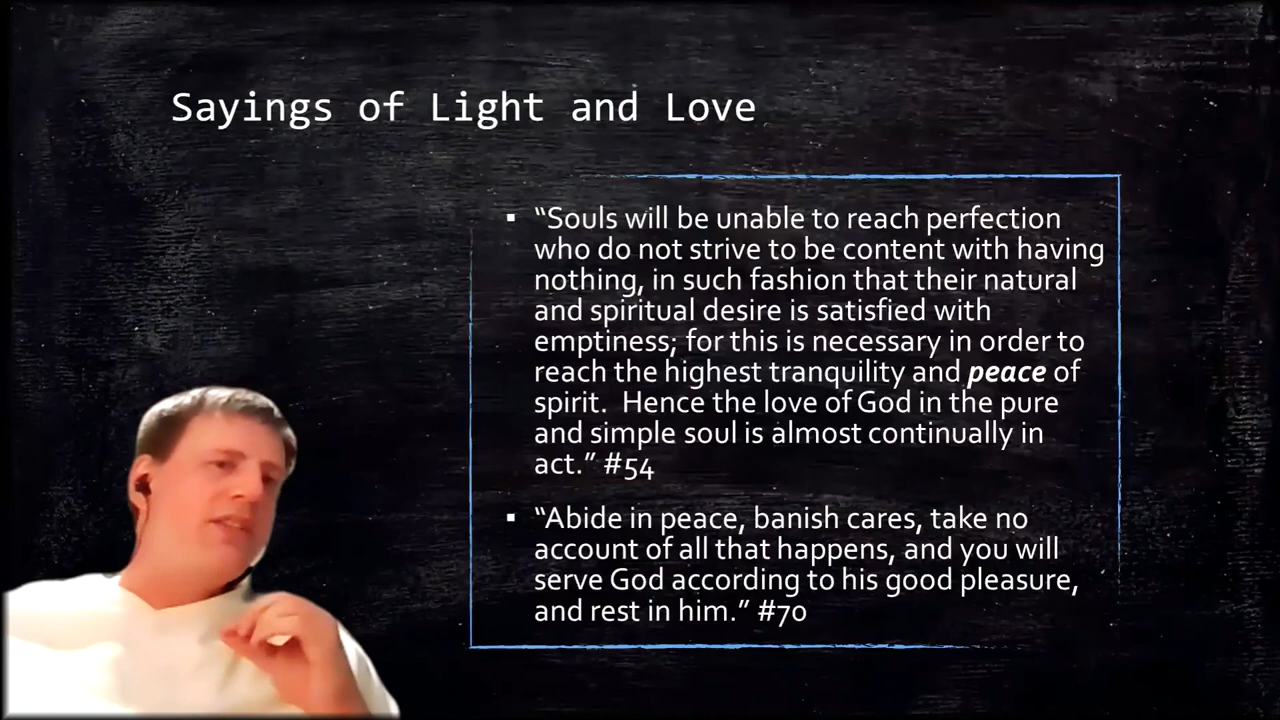 Sayings of Light and Love
▪ “Souls will be unable to reach perfection
who do not strive to be content with having
nothing, in such fashion that their natural
and spiritual desire is satisfied with
emptiness; for this is necessary in order to
reach the highest tranquility and peace of
spirit.  Hence the love of God in the pure
and simple soul is almost continually in
act.” #54
▪ “Abide in peace, banish cares, take no
account of all that happens, and you will
serve God according to his good pleasure,
and rest in him.” #70